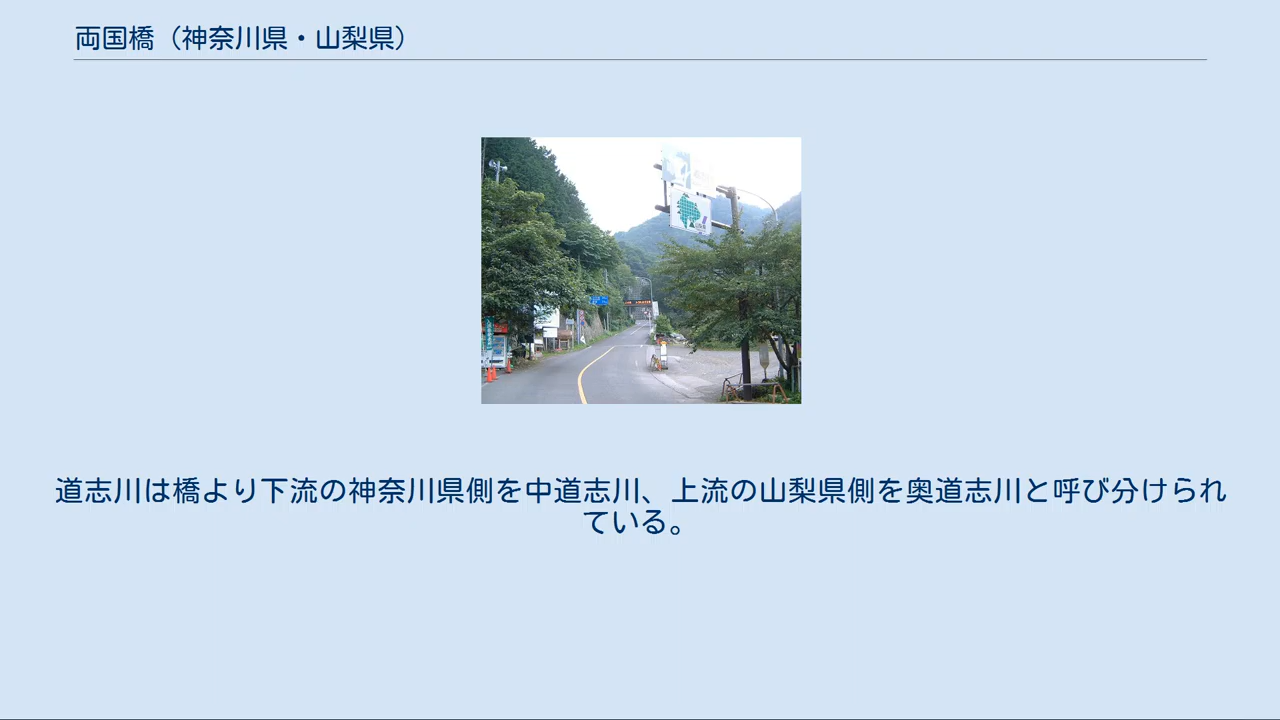 両国橋（神奈川県・山梨県）
道志川は橋より下流の神奈川県側を中道志川、上流の山梨県側を奥道志川と呼び分けられ
ている。